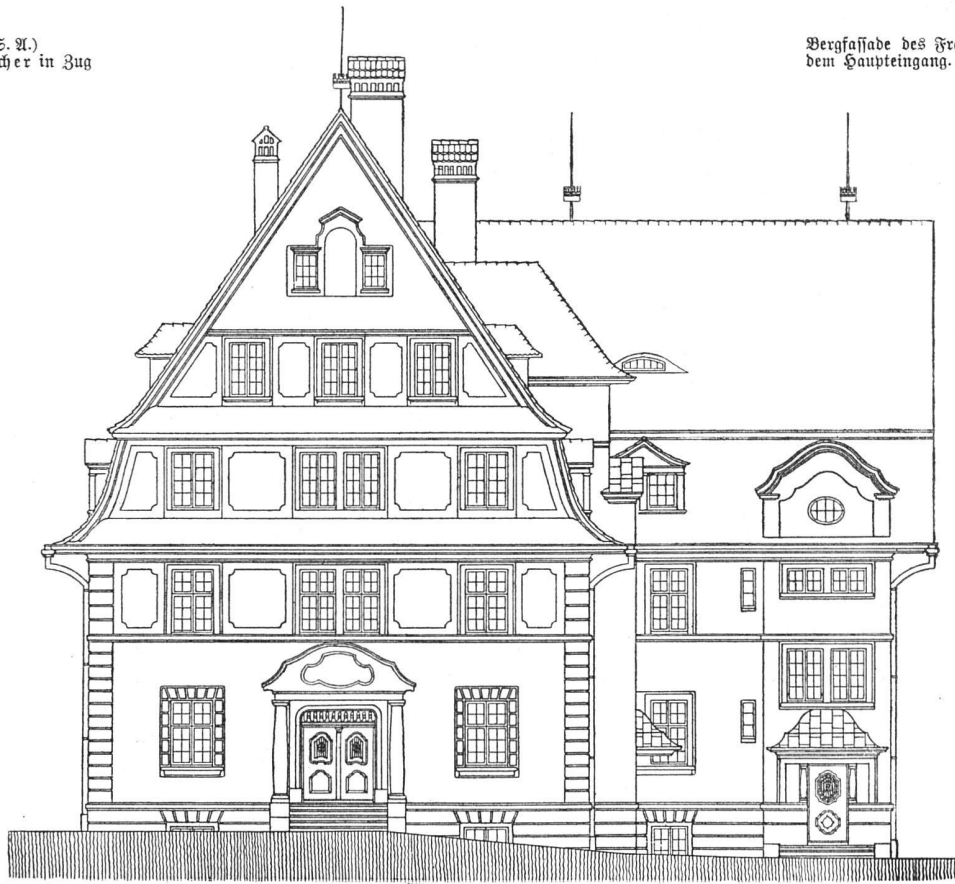 S. A.)
cher in Zug
Bergfassade des Fr
dem Haupteingang.